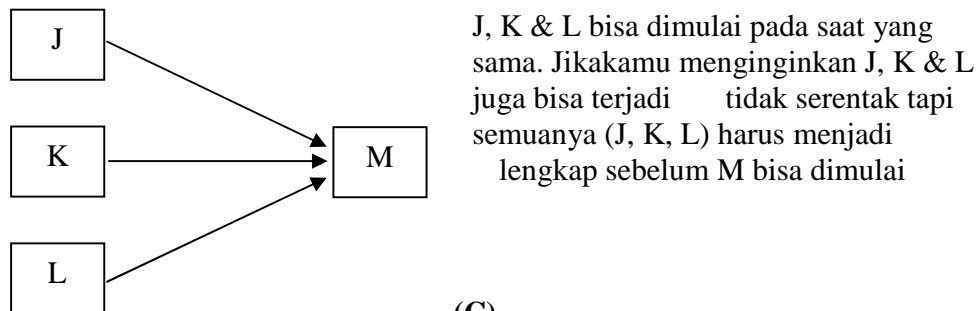 J
J, K & L bisa dimulai pada saat yang
sama. Jikakamu menginginkan J, K & L
juga bisa terjadi tidak serentak tapi
semuanya (J, K, L) harus menjadi
lengkap sebelum M bisa dimulai
K
M
L
(C)